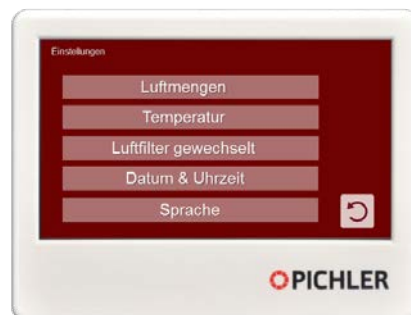 Einstellungen
Luftmengen
Temperatur
Luftfilter gewechselt
Datum & Uhrzeit
Sprache
PICHLER